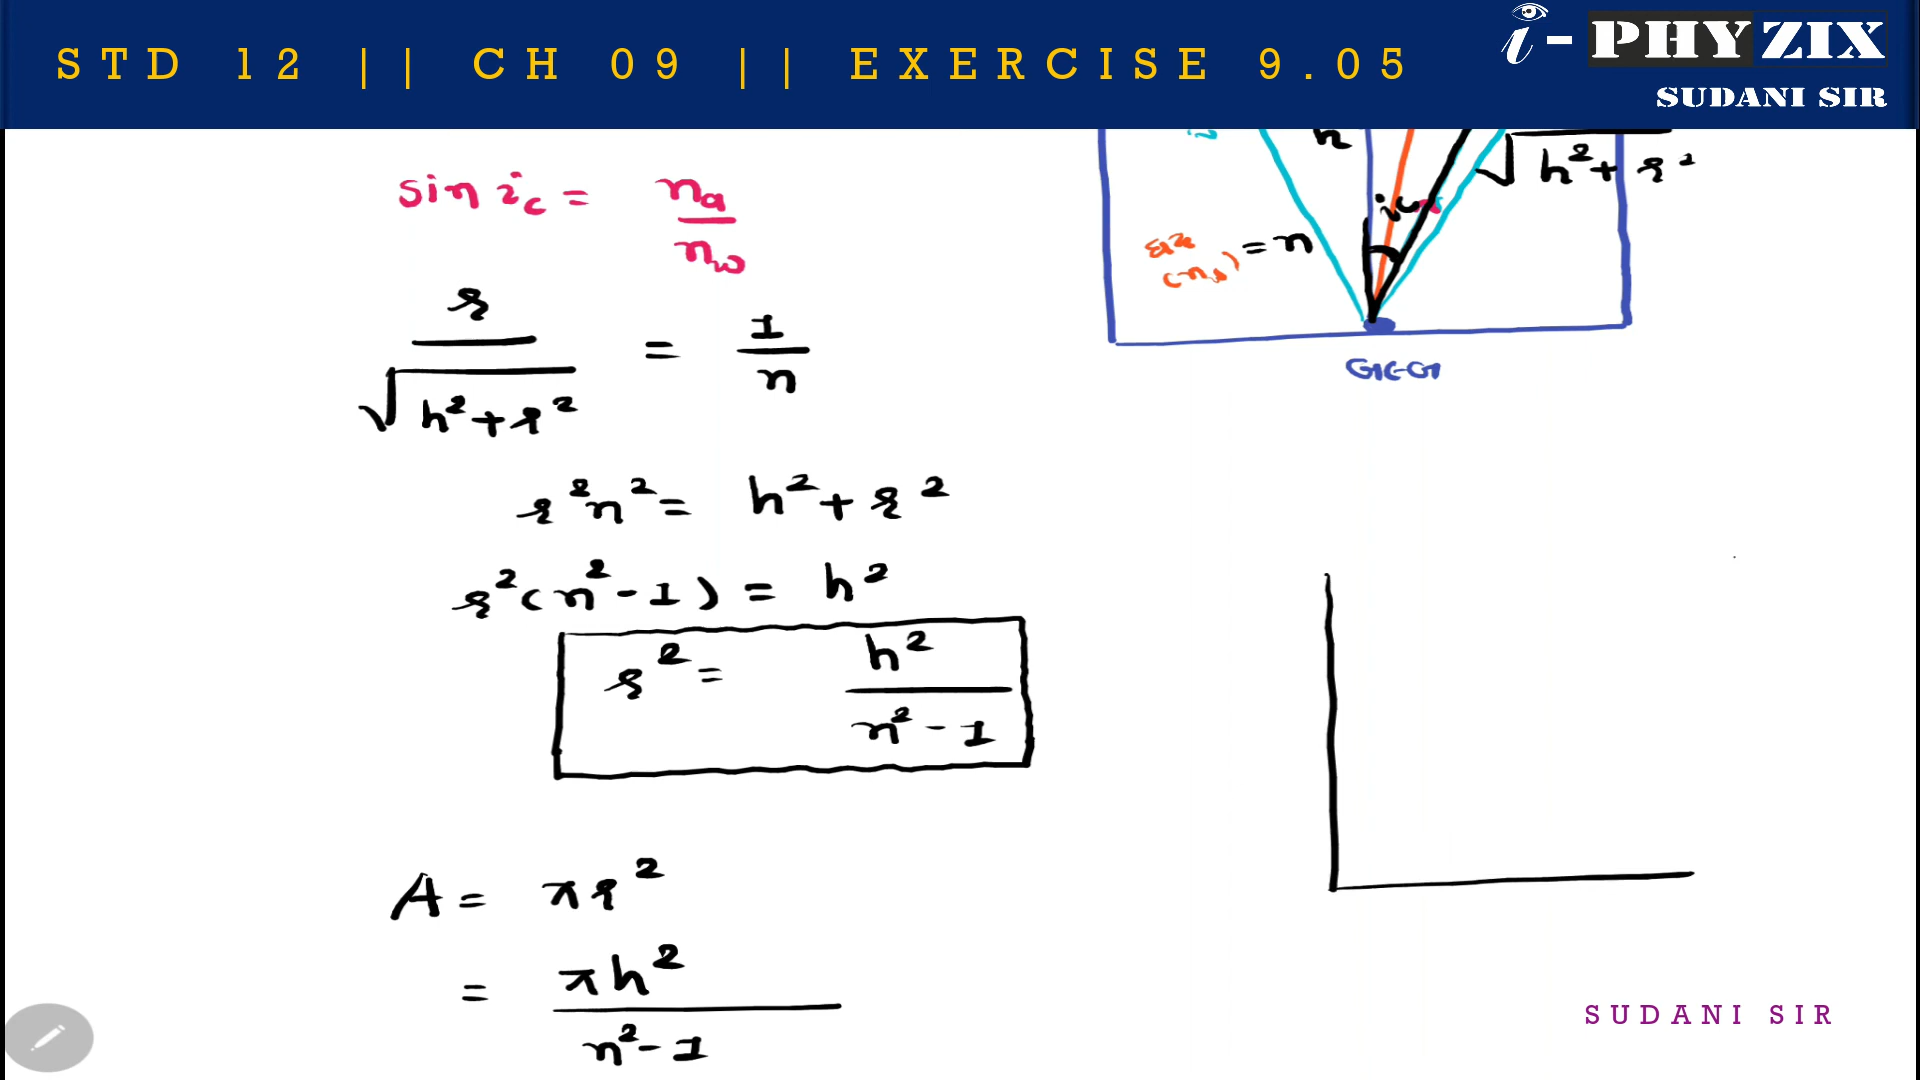 STD 12 || CH 09 || EXERCISE 9.05
i-PHYZIX
SUDANI SIR
sin i_c = n_a / n_w
r / √(h² + r²) = 1 / n
r²n² = h² + r²
r²(n² - 1) = h²
r² = h² / (n² - 1)
A = πr²
= πh² / (n² - 1)
h
√(h² + r²)
i_c
= n
SUDANI SIR